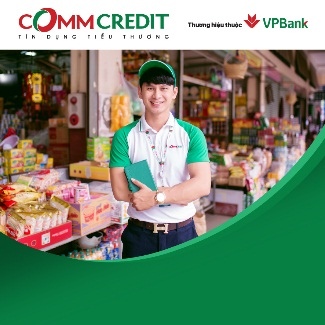 COMMCREDIT
TÍN DỤNG TIỂU THƯƠNG
Thương hiệu thuộc VPBank